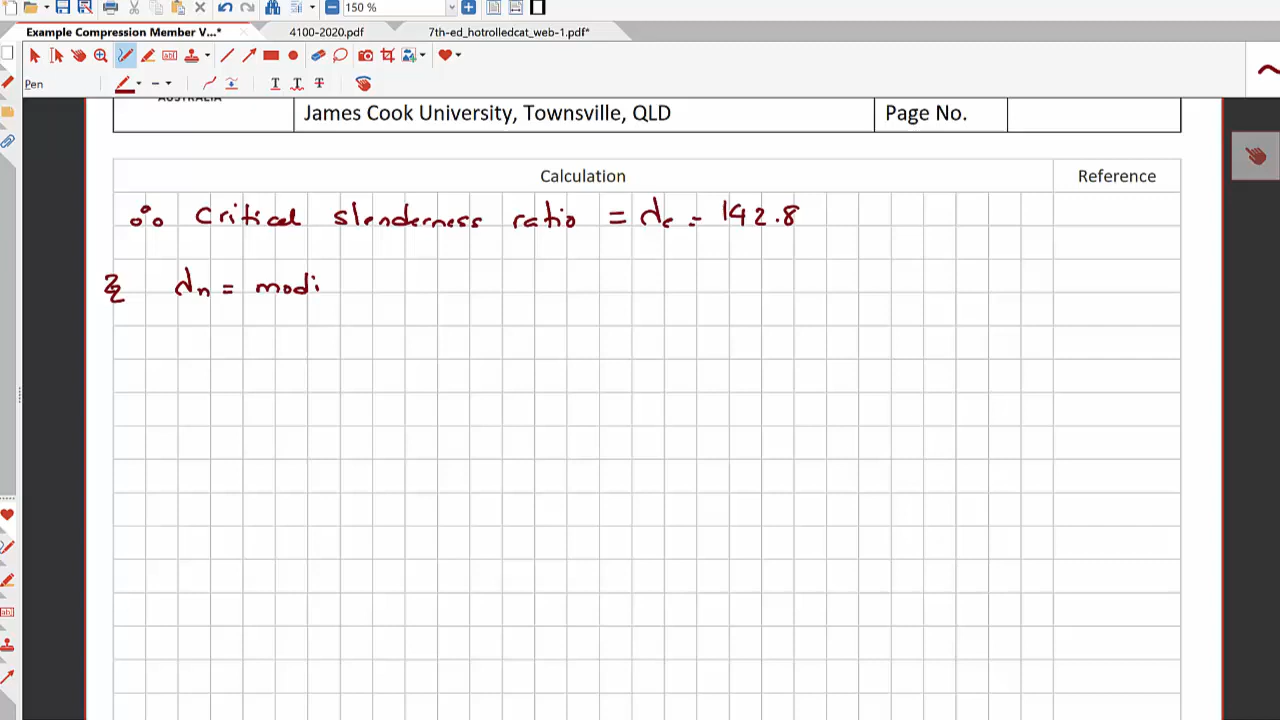 150 %
Example Compression Member V...*
4100-2020.pdf
7th-ed_hotrolledcat_web-1.pdf*
Pen
AUSTRALIA
James Cook University, Townsville, QLD
Page No.
Calculation
Reference
∴ Critical slenderness ratio = λc = 142.8
& λn = modi